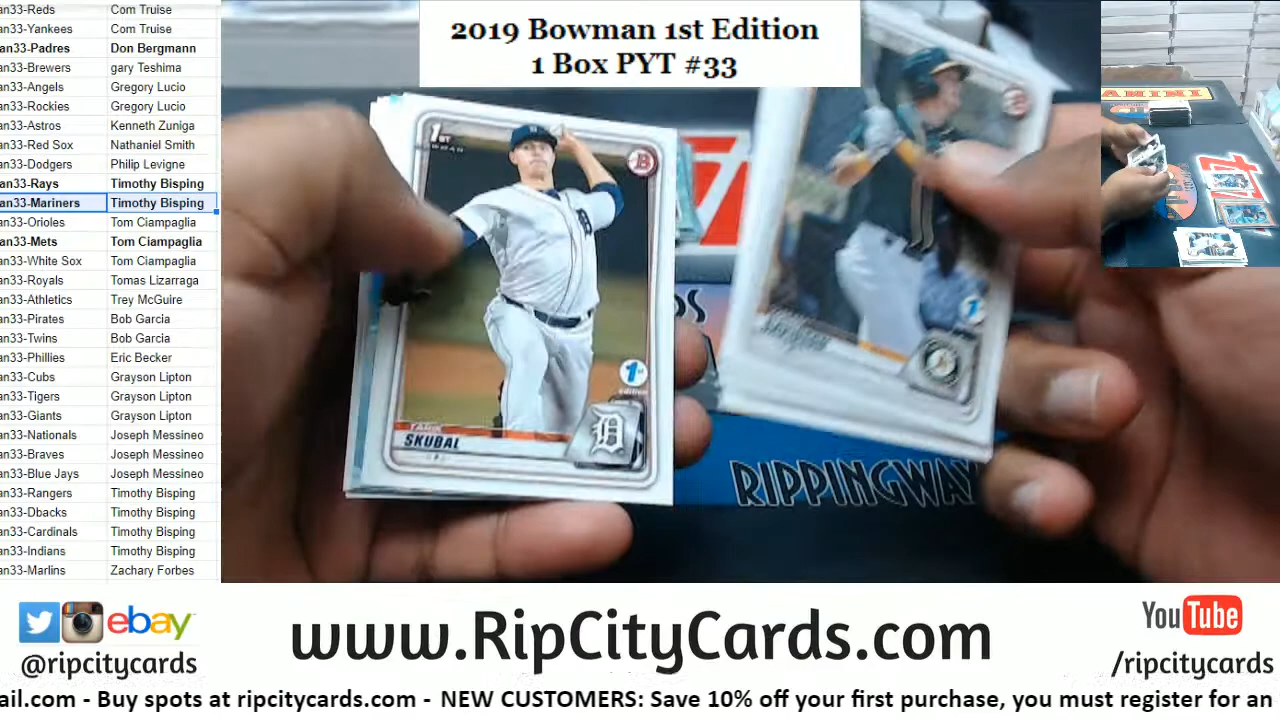 2019 Bowman 1st Edition
1 Box PYT #33
an33-Reds Com Truise
an33-Yankees Com Truise
an33-Padres Don Bergmann
an33-Brewers gary Teshima
an33-Angels Gregory Lucio
an33-Rockies Gregory Lucio
an33-Astros Kenneth Zuniga
an33-Red Sox Nathaniel Smith
an33-Dodgers Philip Levigne
an33-Rays Timothy Bisping
an33-Mariners Timothy Bisping
an33-Orioles Tom Ciampaglia
an33-Mets Tom Ciampaglia
an33-White Sox Tom Ciampaglia
an33-Royals Tomas Lizarraga
an33-Athletics Trey McGuire
an33-Pirates Bob Garcia
an33-Twins Bob Garcia
an33-Phillies Eric Becker
an33-Cubs Grayson Lipton
an33-Tigers Grayson Lipton
an33-Giants Grayson Lipton
an33-Nationals Joseph Messineo
an33-Braves Joseph Messineo
an33-Blue Jays Joseph Messineo
an33-Rangers Timothy Bisping
an33-Dbacks Timothy Bisping
an33-Cardinals Timothy Bisping
an33-Indians Timothy Bisping
an33-Marlins Zachary Forbes
1ST
B
1st
edition
D
TARIK
SKUBAL
1st
RIPPINGWAX
PANINI
ebay
@ripcitycards
www.RipCityCards.com
YouTube
/ripcitycards
ail.com - Buy spots at ripcitycards.com - NEW CUSTOMERS: Save 10% off your first purchase, you must register for an